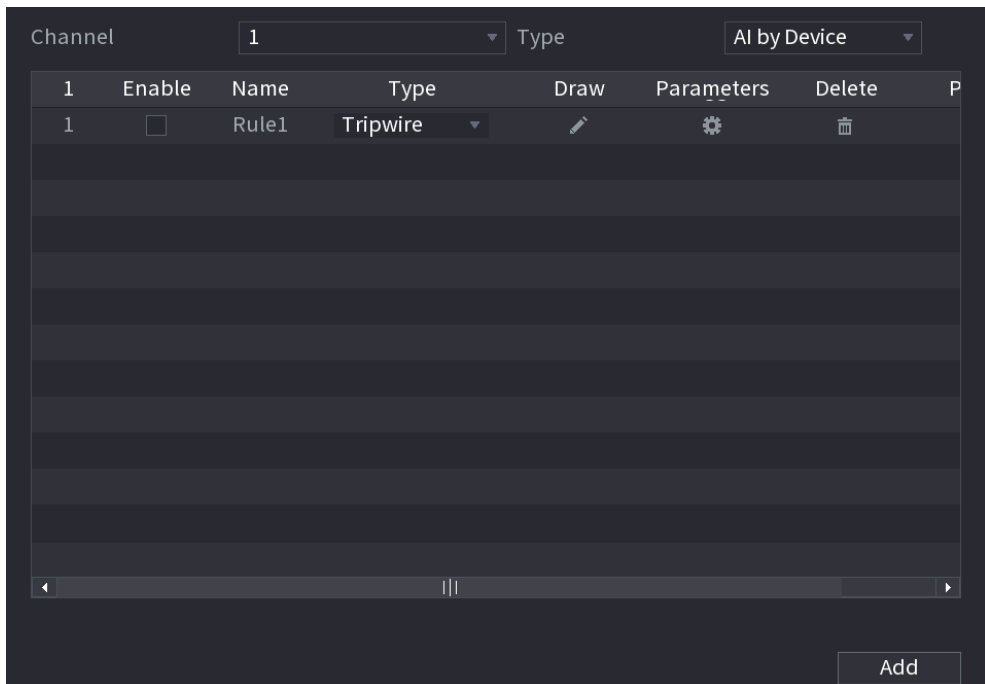 Channel 1 Type AI by Device
1 Enable Name Type Draw Parameters Delete P
1 Rule1 Tripwire
Add